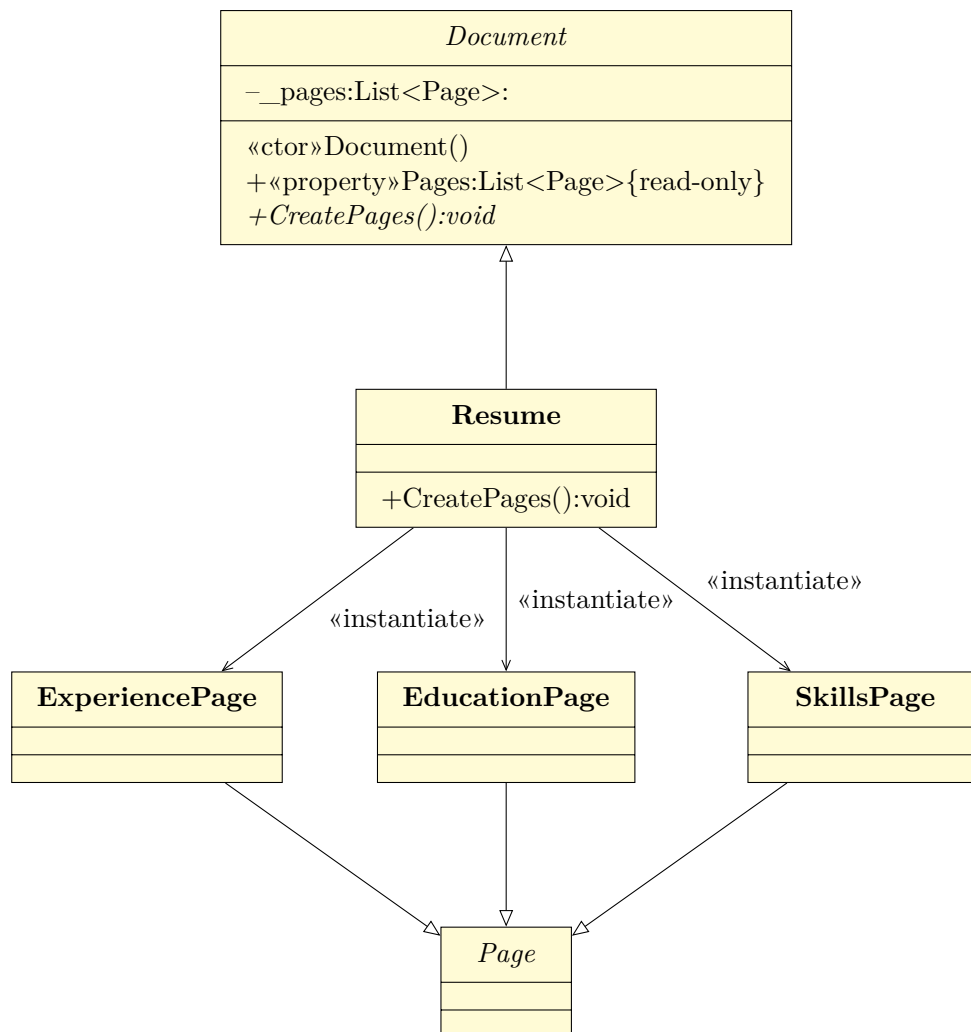 Document
–_pages:List<Page>:
«ctor»Document()
+«property»Pages:List<Page>{read-only}
+CreatePages():void
Resume
+CreatePages():void
«instantiate»
«instantiate»
«instantiate»
ExperiencePage
EducationPage
SkillsPage
Page